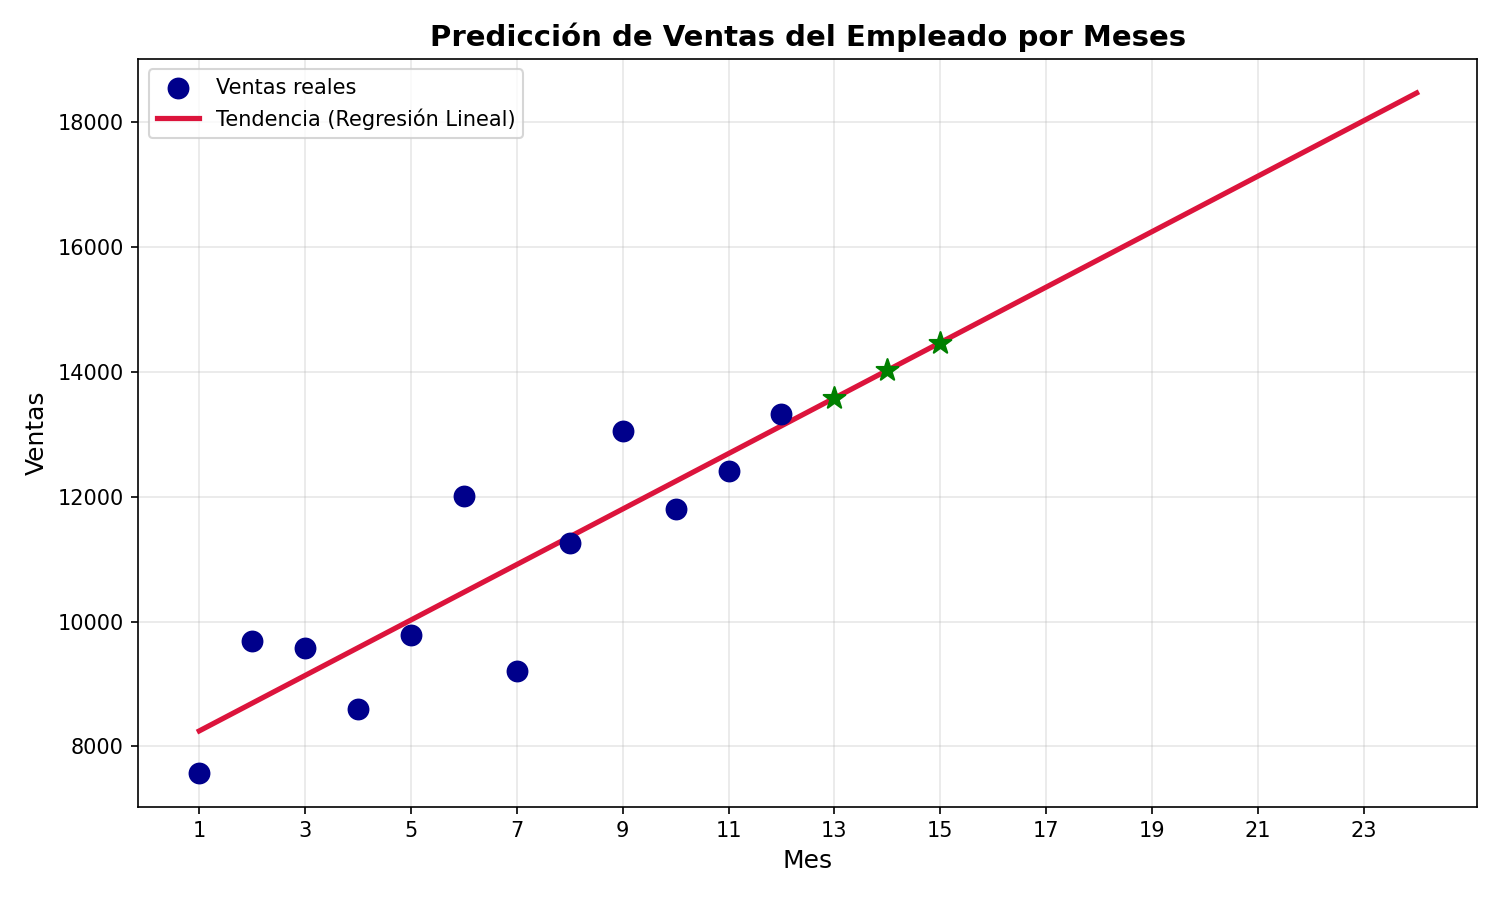 Predicción de Ventas del Empleado por Meses
Ventas reales
Tendencia (Regresión Lineal)
18000
16000
14000
12000
10000
8000
Ventas
1 3 5 7 9 11 13 15 17 19 21 23
Mes